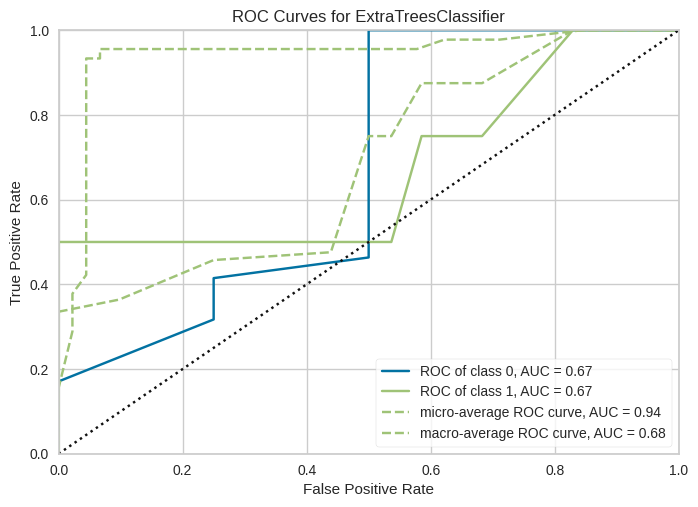 ROC Curves for ExtraTreesClassifier
1.0
0.8
0.6
0.4
0.2
0.0
True Positive Rate
0.0 0.2 0.4 0.6 0.8 1.0
False Positive Rate
ROC of class 0, AUC = 0.67
ROC of class 1, AUC = 0.67
micro-average ROC curve, AUC = 0.94
macro-average ROC curve, AUC = 0.68